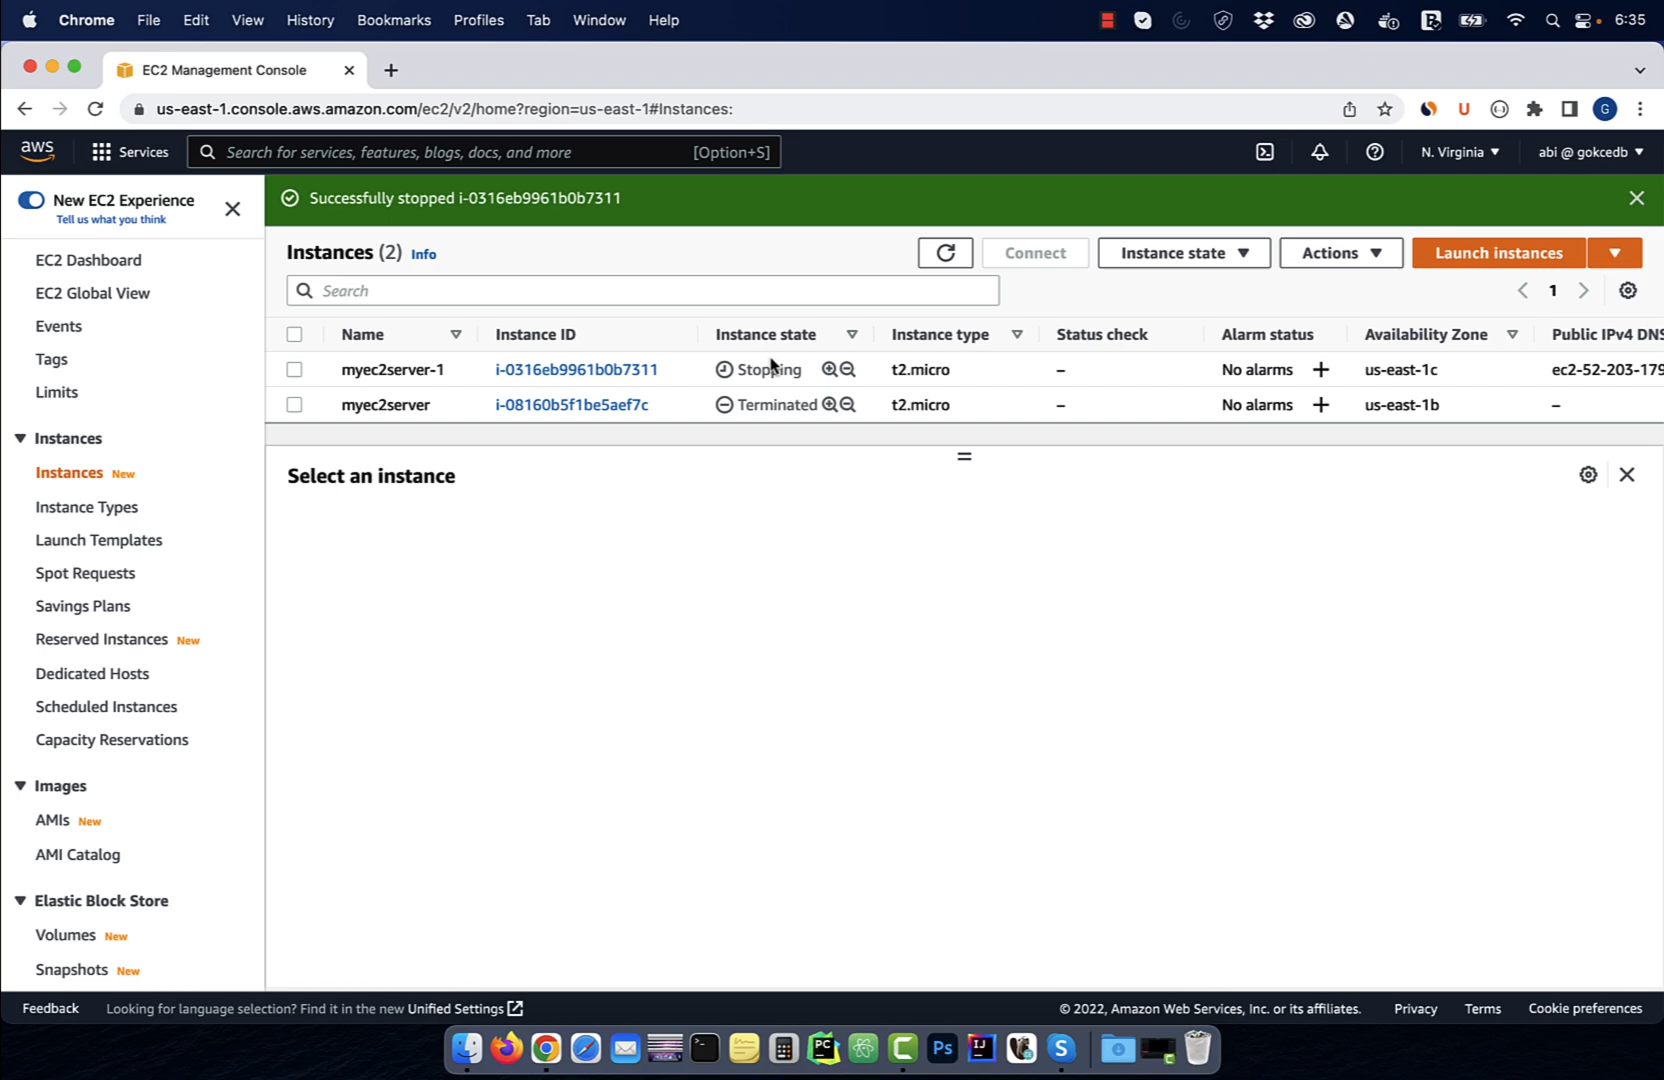 Chrome File Edit View History Bookmarks Profiles Tab Window Help 6:35
EC2 Management Console
us-east-1.console.aws.amazon.com/ec2/v2/home?region=us-east-1#Instances: U G
aws Services Search for services, features, blogs, docs, and more [Option+S] N. Virginia abi @ gokcedb
New EC2 Experience
Tell us what you think
Successfully stopped i-0316eb9961b0b7311
EC2 Dashboard
EC2 Global View
Events
Tags
Limits
Instances
Instances New
Instance Types
Launch Templates
Spot Requests
Savings Plans
Reserved Instances New
Dedicated Hosts
Scheduled Instances
Capacity Reservations
Images
AMIs New
AMI Catalog
Elastic Block Store
Volumes New
Snapshots New
Instances (2) Info Connect Instance state Actions Launch instances
Search 1
Name Instance ID Instance state Instance type Status check Alarm status Availability Zone Public IPv4 DNS
myec2server-1 i-0316eb9961b0b7311 Stopping t2.micro – No alarms + us-east-1c ec2-52-203-179
myec2server i-08160b5f1be5aef7c Terminated t2.micro – No alarms + us-east-1b –
Select an instance
Feedback Looking for language selection? Find it in the new Unified Settings © 2022, Amazon Web Services, Inc. or its affiliates. Privacy Terms Cookie preferences
PC Ps IJ S